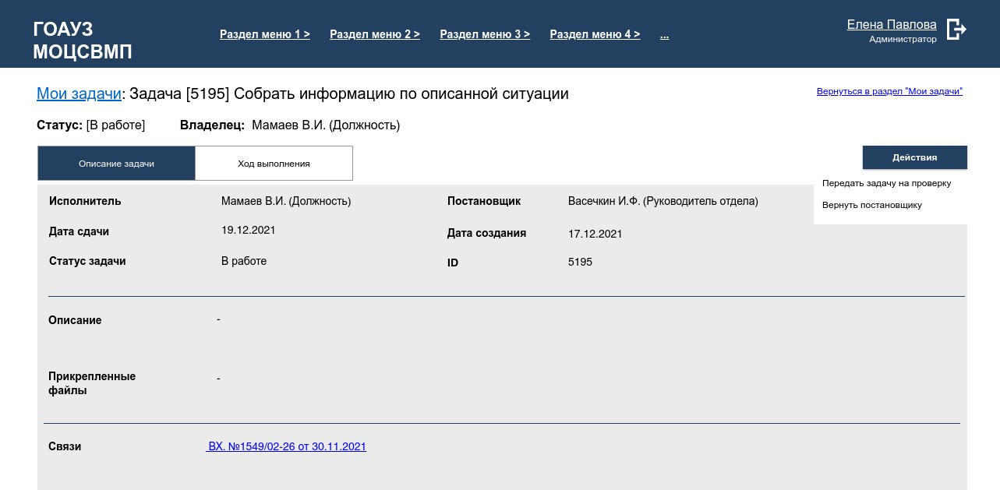 ГОАУЗ
МОЦСВМП
Раздел меню 1 > Раздел меню 2 > Раздел меню 3 > Раздел меню 4 > ...
Елена Павлова
Администратор
Мои задачи: Задача [5195] Собрать информацию по описанной ситуации
Вернуться в раздел "Мои задачи"
Статус: [В работе] Владелец: Мамаев В.И. (Должность)
Описание задачи Ход выполнения
Действия
Передать задачу на проверку
Вернуть постановщику
Исполнитель Мамаев В.И. (Должность) Постановщик Васечкин И.Ф. (Руководитель отдела)
Дата сдачи 19.12.2021 Дата создания 17.12.2021
Статус задачи В работе ID 5195
Описание -
Прикрепленные -
файлы
Связи ВХ. №1549/02-26 от 30.11.2021